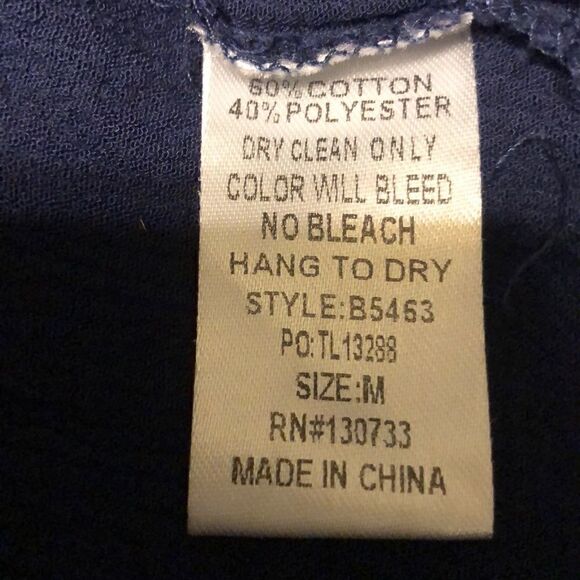 60% COTTON
40% POLYESTER
DRY CLEAN ONLY
COLOR WILL BLEED
NO BLEACH
HANG TO DRY
STYLE:B5463
PO:TL13288
SIZE:M
RN#130733
MADE IN CHINA